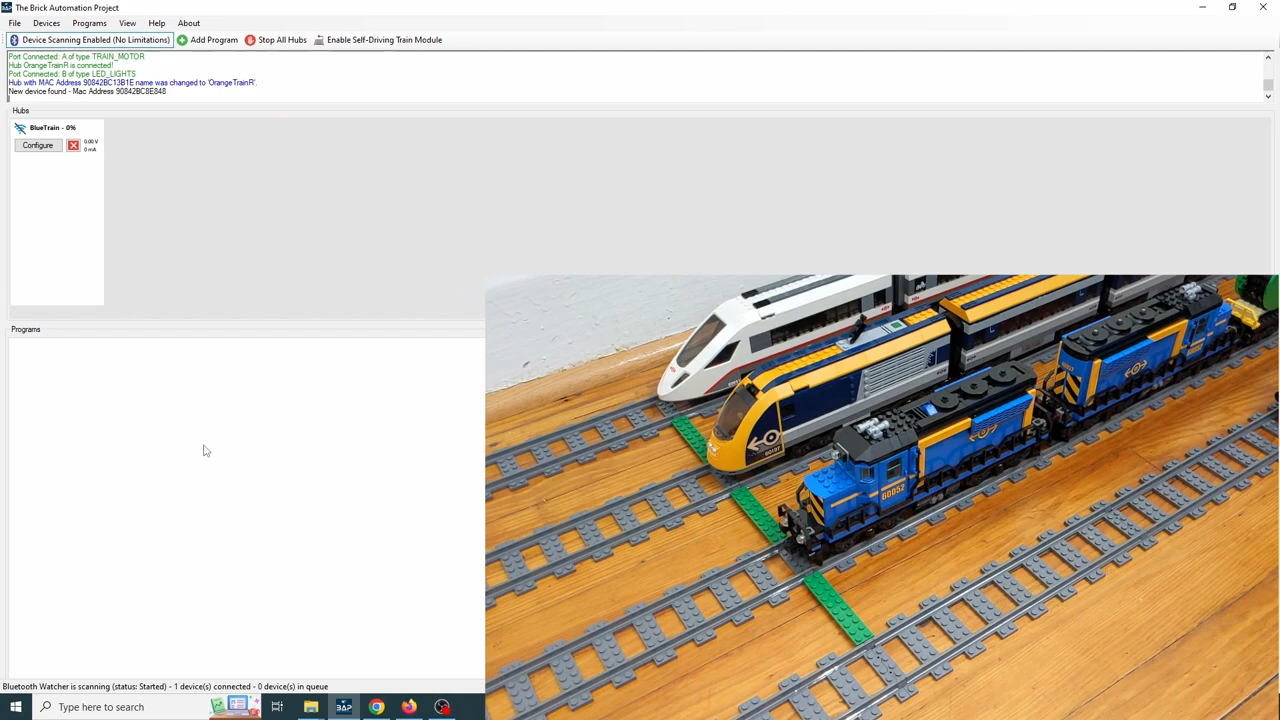 The Brick Automation Project
File Devices Programs View Help About
Device Scanning Enabled (No Limitations) Add Program Stop All Hubs Enable Self-Driving Train Module
Port Connected: A of type TRAIN_MOTOR
Hub OrangeTrainR is connected!
Port Connected: B of type LED_LIGHTS
Hub with MAC Address 90842BC13B1E name was changed to 'OrangeTrainR'.
New device found - Mac Address 90842BC8E848
Hubs
BlueTrain - 0%
Configure
0.00 V
0 mA
Programs
60197
60052
Bluetooth Watcher is scanning (status: Started) - 1 device(s) connected - 0 device(s) in queue
Type here to search
BAP